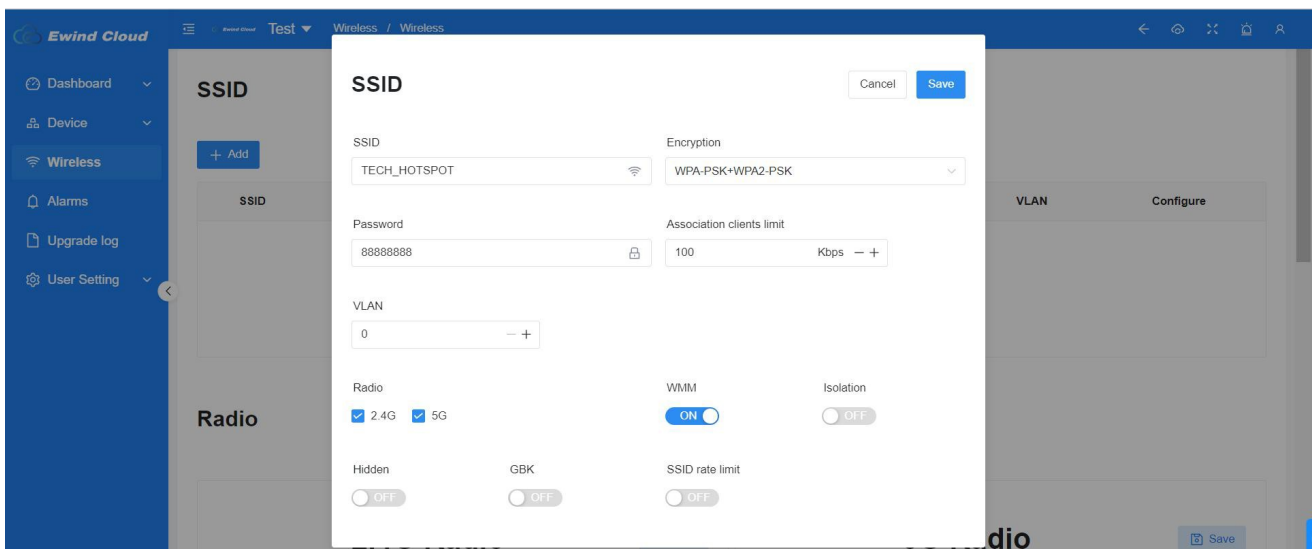 Ewind Cloud
Ewind Cloud Test Wireless / Wireless
Dashboard
Device
Wireless
Alarms
Upgrade log
User Setting
SSID
+ Add
SSID VLAN Configure
Radio
SSID Cancel Save
SSID Encryption
TECH_HOTSPOT WPA-PSK+WPA2-PSK
Password Association clients limit
88888888 100 Kbps − +
VLAN
0 − +
Radio WMM Isolation
2.4G 5G ON OFF
Hidden GBK SSID rate limit
OFF OFF OFF
Save